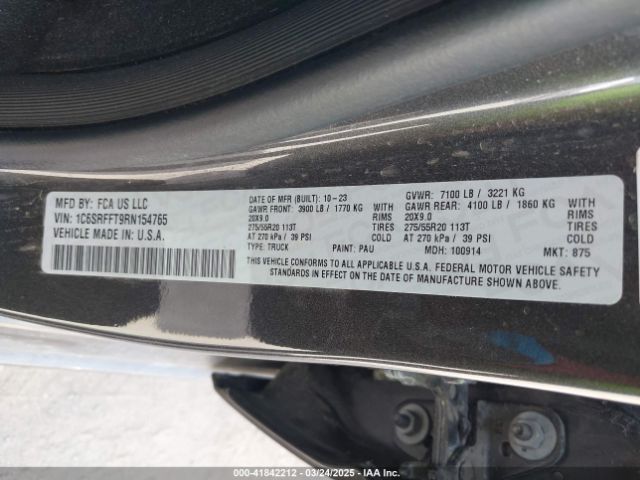 MFD BY: FCA US LLC
VIN: 1C6SRFFT9RN154765
VEHICLE MADE IN U.S.A.
DATE OF MFR (BUILT) 10-23
GAWR FRONT: 3900 LB / 1770 KG WITH
20X9.0 RIMS
275/55R20 113T TIRES
AT 270 kPa / 39 PSI COLD
TYPE: TRUCK PAINT: PAU
GVWR: 7100 LB / 3221 KG
GAWR REAR: 4100 LB / 1860 KG WITH
20X9.0 RIMS
275/55R20 113T TIRES
AT 270 kPa / 39 PSI COLD
MDH: 100914 MKT: 875
THIS VEHICLE CONFORMS TO ALL APPLICABLE U.S.A. FEDERAL MOTOR VEHICLE SAFETY
STANDARDS IN EFFECT ON THE DATE OF MANUFACTURE SHOWN ABOVE.
000-41842212 - 03/24/2025 - IAA Inc.